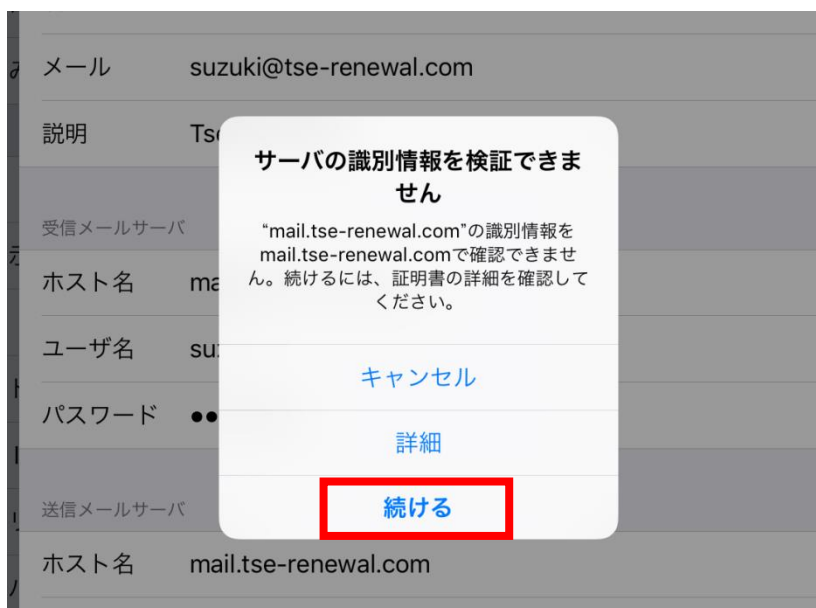 メール suzuki@tse-renewal.com
説明
サーバの識別情報を検証できま
せん
受信メールサーバ
“mail.tse-renewal.com”の識別情報を
mail.tse-renewal.comで確認できませ
ん。続けるには、証明書の詳細を確認して
ください。
ホスト名
ユーザ名
キャンセル
パスワード ●●
詳細
続ける
送信メールサーバ
ホスト名 mail.tse-renewal.com